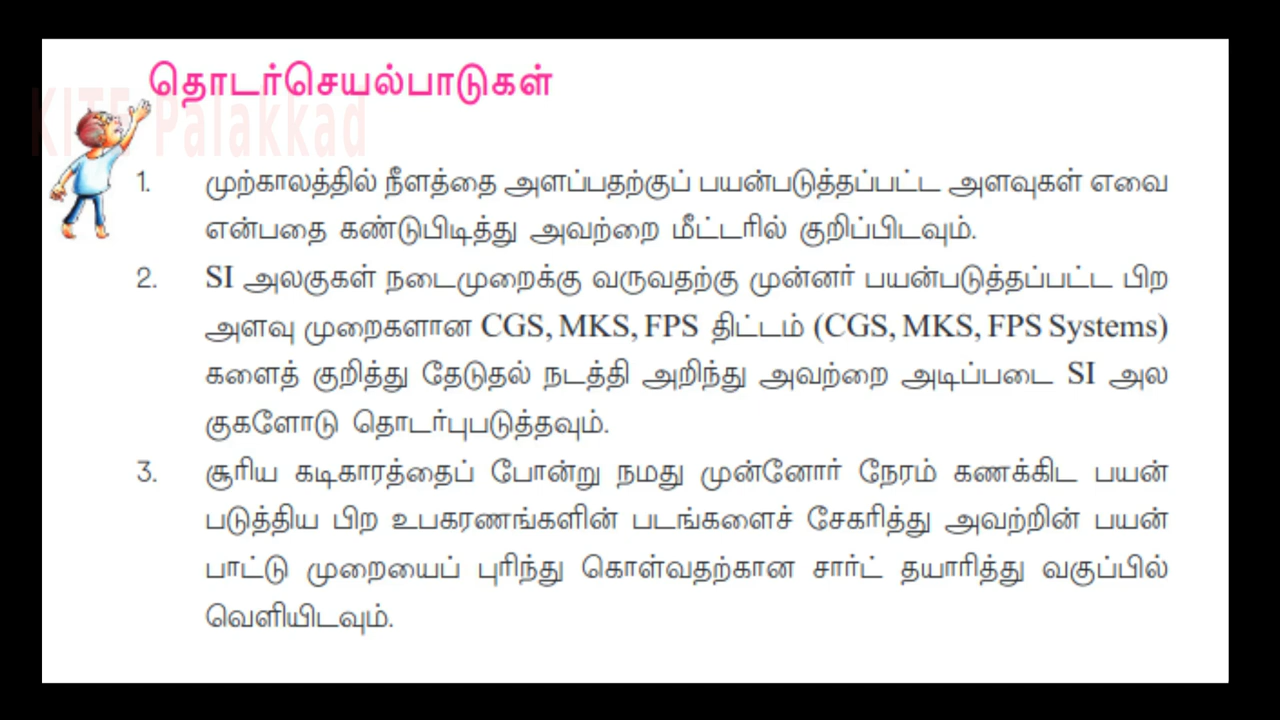 தொடர்செயல்பாடுகள்
KITE Palakkad
1. முற்காலத்தில் நீளத்தை அளப்பதற்குப் பயன்படுத்தப்பட்ட அளவுகள் எவை
என்பதை கண்டுபிடித்து அவற்றை மீட்டரில் குறிப்பிடவும்.
2. SI அலகுகள் நடைமுறைக்கு வருவதற்கு முன்னர் பயன்படுத்தப்பட்ட பிற
அளவு முறைகளான CGS, MKS, FPS திட்டம் (CGS, MKS, FPS Systems)
களைத் குறித்து தேடுதல் நடத்தி அறிந்து அவற்றை அடிப்படை SI அல
குகளோடு தொடர்புபடுத்தவும்.
3. சூரிய கடிகாரத்தைப் போன்று நமது முன்னோர் நேரம் கணக்கிட பயன்
படுத்திய பிற உபகரணங்களின் படங்களைச் சேகரித்து அவற்றின் பயன்
பாட்டு முறையைப் புரிந்து கொள்வதற்கான சார்ட் தயாரித்து வகுப்பில்
வெளியிடவும்.